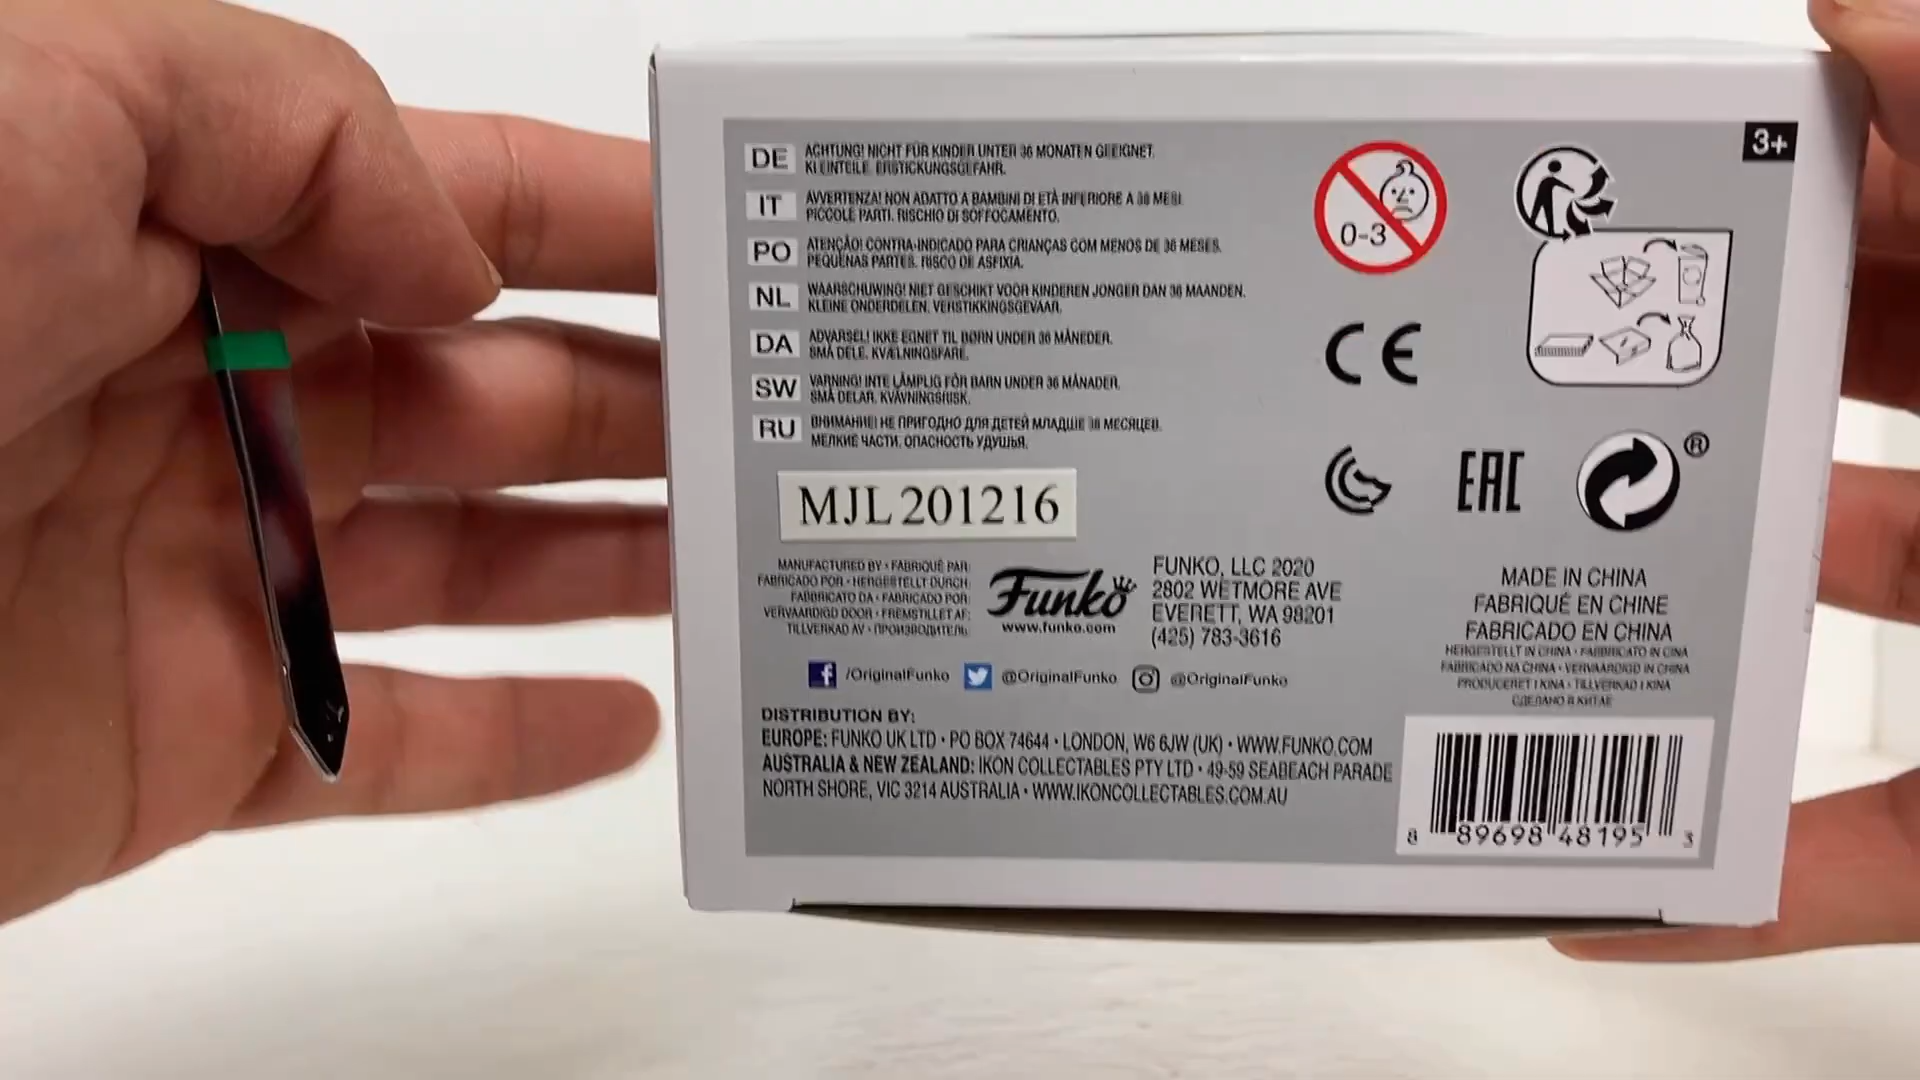 3+
DE ACHTUNG! NICHT FÜR KINDER UNTER 36 MONATEN GEEIGNET.
KLEINTEILE. ERSTICKUNGSGEFAHR.
IT AVVERTENZA! NON ADATTO A BAMBINI DI ETÀ INFERIORE A 36 MESI.
PICCOLE PARTI. RISCHIO DI SOFFOCAMENTO.
PO ATENÇÃO! CONTRA-INDICADO PARA CRIANÇAS COM MENOS DE 36 MESES.
PEQUENAS PARTES. RISCO DE ASFIXIA.
NL WAARSCHUWING! NIET GESCHIKT VOOR KINDEREN JONGER DAN 36 MAANDEN.
KLEINE ONDERDELEN. VERSTIKKINGSGEVAAR.
DA ADVARSEL! IKKE EGNET TIL BØRN UNDER 36 MÅNEDER.
SMÅ DELE. KVÆLNINGSFARE.
SW VARNING! INTE LÄMPLIG FÖR BARN UNDER 36 MÅNADER.
SMÅ DELAR. KVÄVNINGSRISK.
RU ВНИМАНИЕ! НЕ ПРИГОДНО ДЛЯ ДЕТЕЙ МЛАДШЕ 36 МЕСЯЦЕВ.
МЕЛКИЕ ЧАСТИ. ОПАСНОСТЬ УДУШЬЯ.
0-3
CE
EAC
®
MJL 201216
MANUFACTURED BY • FABRIQUÉ PAR:
FABRICADO POR • HERGESTELLT DURCH:
FABBRICATO DA • FABRICADO POR:
VERVAARDIGD DOOR • FREMSTILLET AF:
TILLVERKAD AV • ПРОИЗВОДИТЕЛЬ:
Funko
www.funko.com
FUNKO, LLC 2020
2802 WETMORE AVE
EVERETT, WA 98201
(425) 783-3616
/OriginalFunko @OriginalFunko @OriginalFunko
MADE IN CHINA
FABRIQUÉ EN CHINE
FABRICADO EN CHINA
HERGESTELLT IN CHINA • FABBRICATO IN CINA
FABRICADO NA CHINA • VERVAARDIGD IN CHINA
PRODUCERET I KINA • TILLVERKAD I KINA
СДЕЛАНО В КИТАЕ
DISTRIBUTION BY:
EUROPE: FUNKO UK LTD • PO BOX 74644 • LONDON, W6 6JW (UK) • WWW.FUNKO.COM
AUSTRALIA & NEW ZEALAND: IKON COLLECTABLES PTY LTD • 49-59 SEABEACH PARADE
NORTH SHORE, VIC 3214 AUSTRALIA • WWW.IKONCOLLECTABLES.COM.AU
8 89698 48195 3